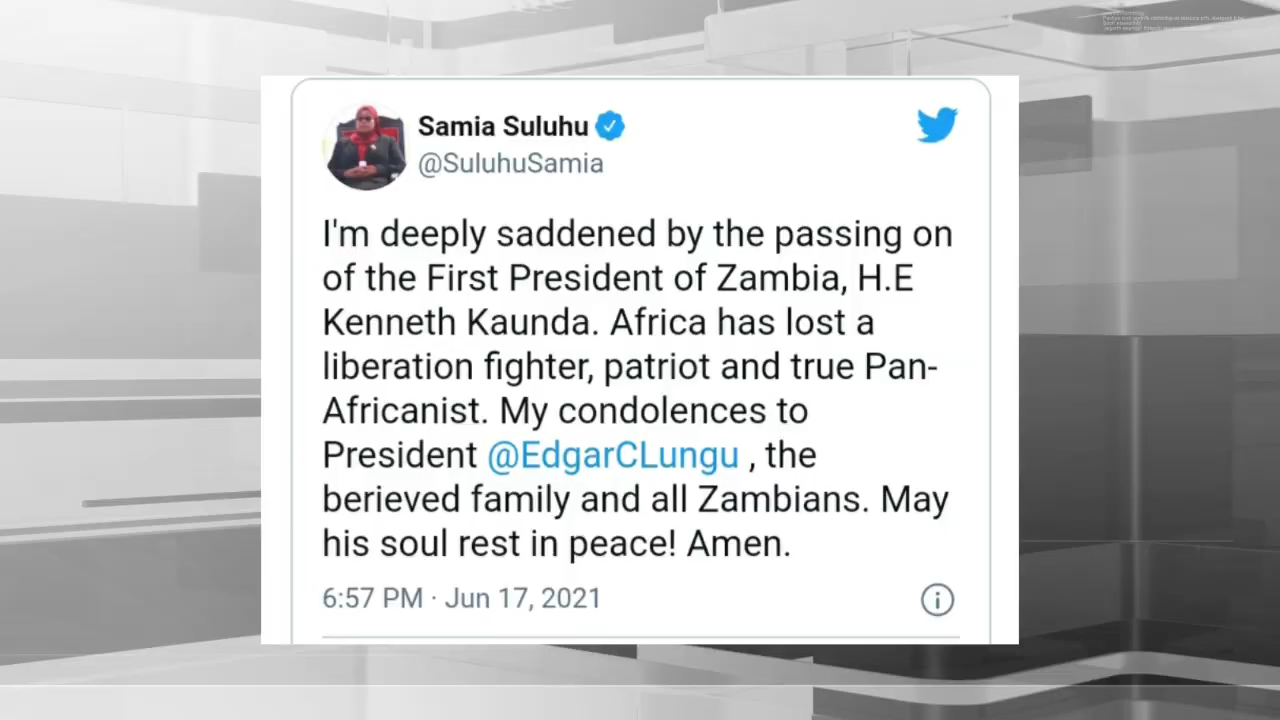 Samia Suluhu
@SuluhuSamia
I'm deeply saddened by the passing on
of the First President of Zambia, H.E
Kenneth Kaunda. Africa has lost a
liberation fighter, patriot and true Pan-
Africanist. My condolences to
President @EdgarCLungu , the
berieved family and all Zambians. May
his soul rest in peace! Amen.
6:57 PM · Jun 17, 2021